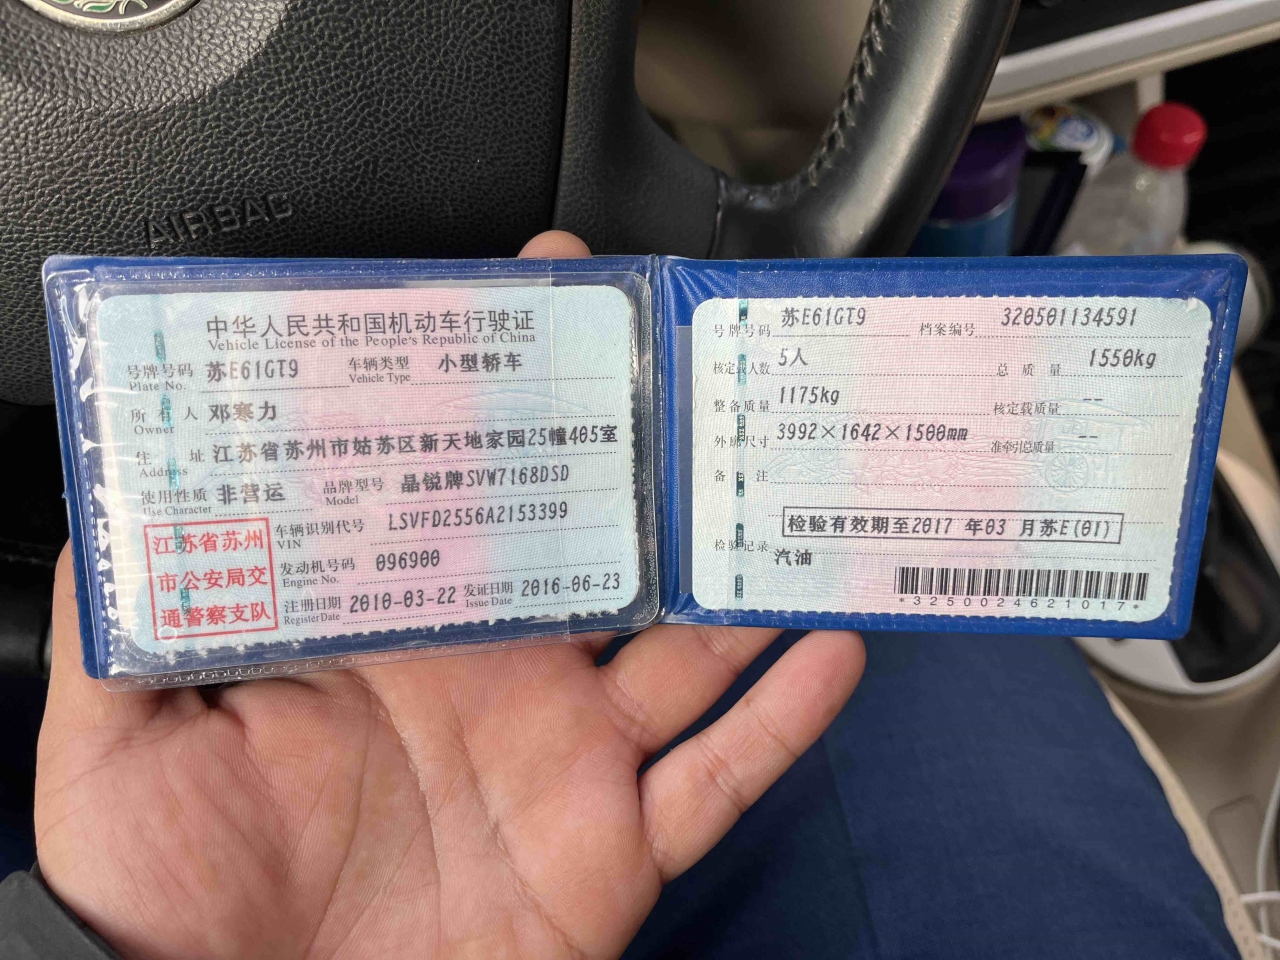 AIRBAG
中华人民共和国机动车行驶证
Vehicle License of the People's Republic of China
号牌号码 苏E61GT9 车辆类型 小型轿车
Plate No. Vehicle Type
所有人 邓寒力
Owner
住址 江苏省苏州市姑苏区新天地家园25幢405室
Address
使用性质 非营运 品牌型号 晶锐牌SVW7168DSD
Use Character Model
江苏省苏州
市公安局交
通警察支队
车辆识别代号 LSVFD2556A2153399
VIN
发动机号码 096900
Engine No.
注册日期 2010-03-22 发证日期 2016-06-23
Register Date Issue Date
号牌号码 苏E61GT9 档案编号 320501134591
核定载人数 5人 总质量 1550kg
整备质量 1175kg 核定载质量 --
外廓尺寸 3992×1642×1500mm 准牵引总质量 --
备注
检验有效期至2017 年03 月苏E(01)
检验记录
汽油
*3250024621017*